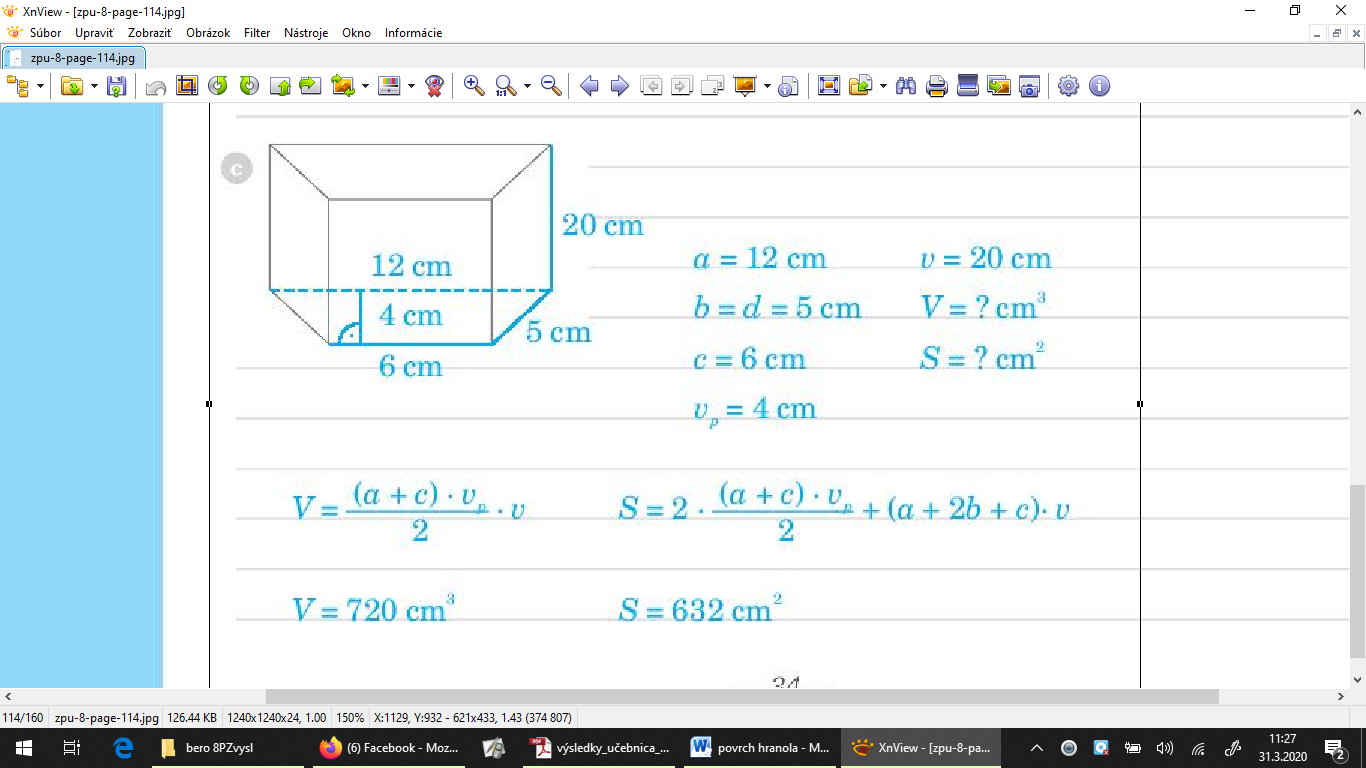 XnView - [zpu-8-page-114.jpg]
Súbor Upraviť Zobraziť Obrázok Filter Nástroje Okno Informácie
zpu-8-page-114.jpg
1:1
c
20 cm
12 cm
4 cm
5 cm
6 cm
a = 12 cm v = 20 cm
b = d = 5 cm V = ? cm³
c = 6 cm S = ? cm²
vₚ = 4 cm
V = (a + c) · vₚ / 2 · v S = 2 · (a + c) · vₚ / 2 + (a + 2b + c) · v
V = 720 cm³ S = 632 cm²
34
114/160 zpu-8-page-114.jpg 126.44 KB 1240x1240x24, 1.00 150% X:1129, Y:932 - 621x433, 1.43 (374 807)
bero 8PZvysl (6) Facebook - Moz... výsledky_učebnica_... povrch hranola - M... XnView - [zpu-8-pa... 11:27
31.3.2020 2